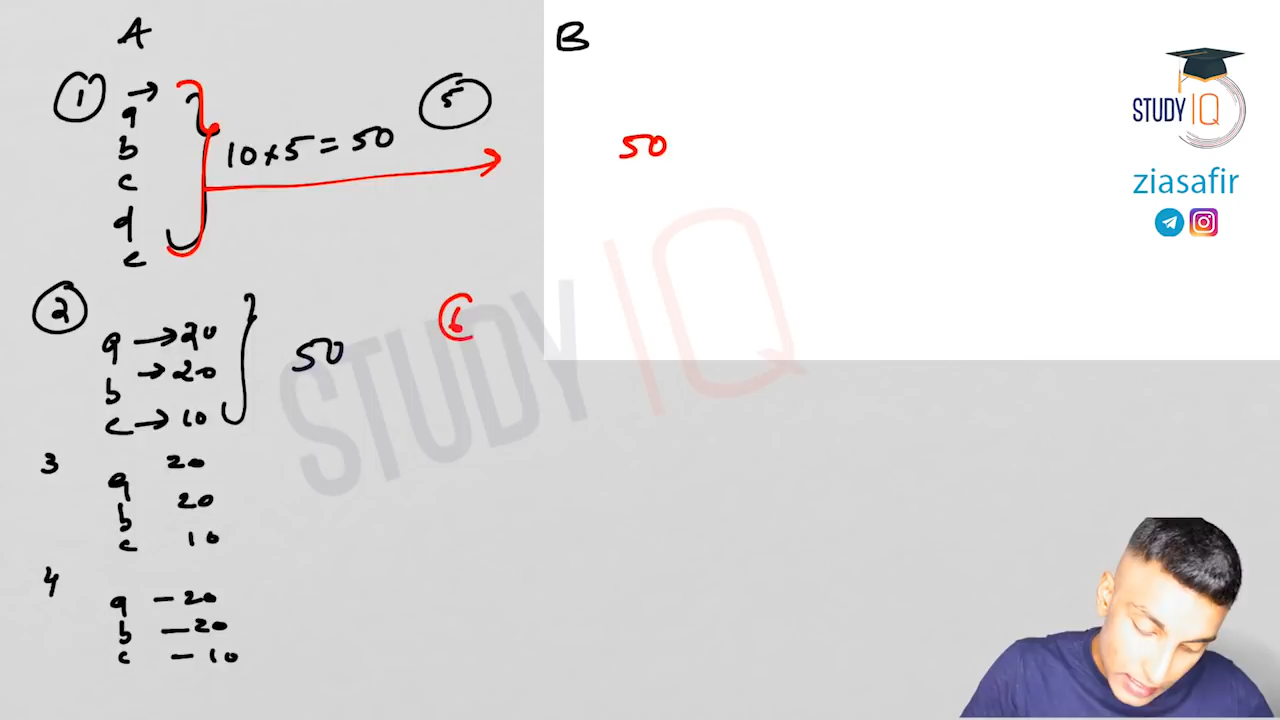 A
B
① →
a
b
c
d
e
10×5=50
⑤
50
STUDY IQ
ziasafir
②
a → 20
b → 20
c → 10
50
⑥
STUDY IQ
3
a 20
b 20
c 10
4
a – 20
b – 20
c – 10